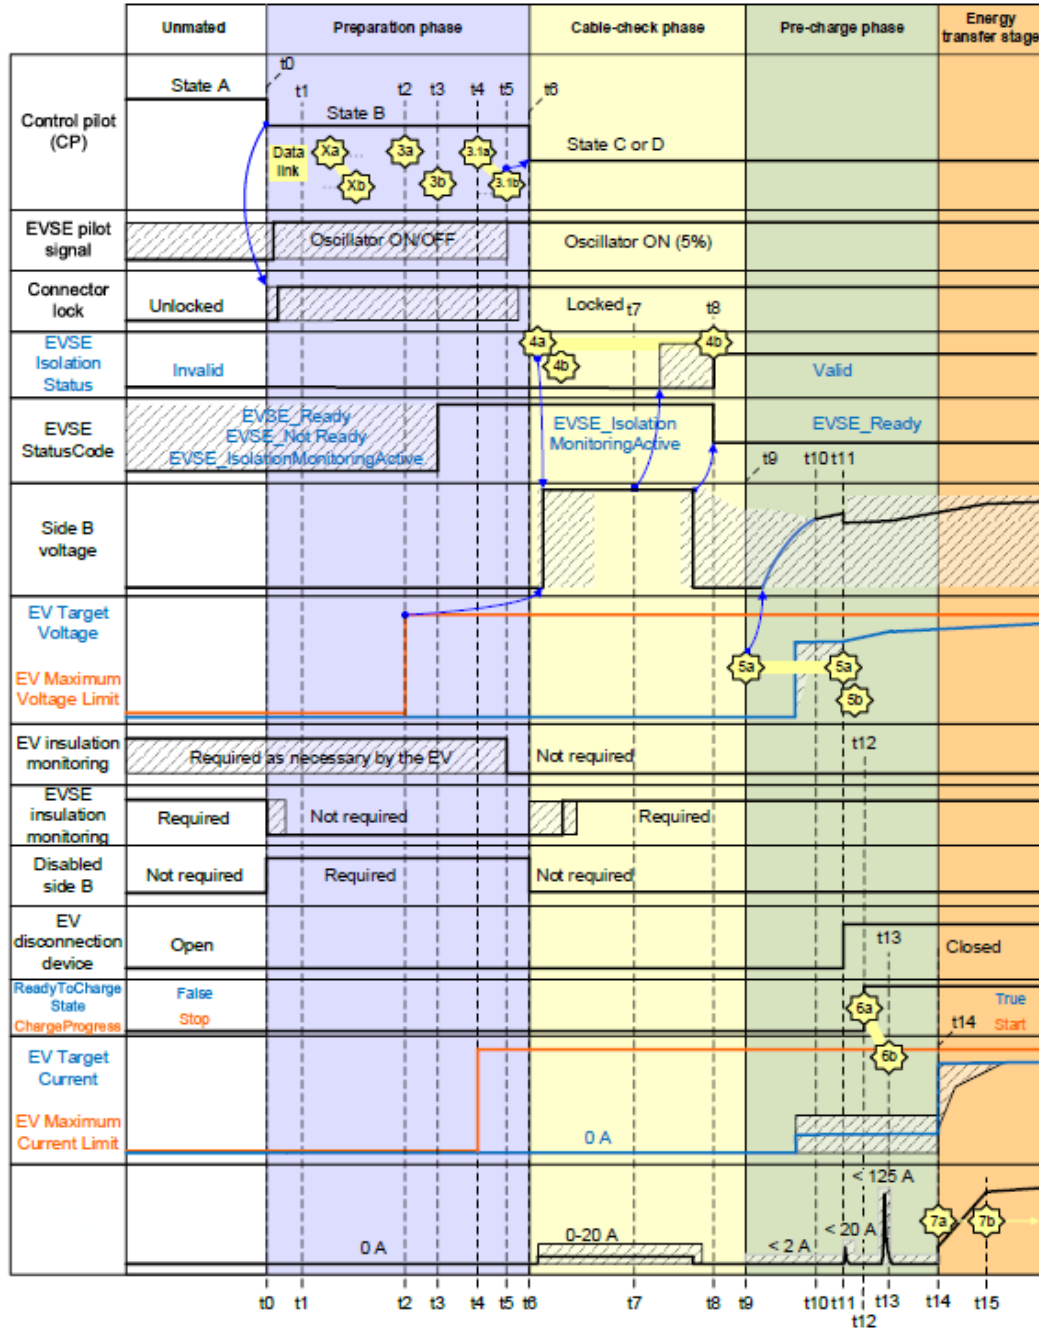 Unmated
Preparation phase
Cable-check phase
Pre-charge phase
Energy
transfer stage
Control pilot
(CP)
State A
t0
t1
t2
t3
t4
t5
t6
State B
State C or D
Data
link
Xa
...
Xb
3a
3b
3.1a
3.1b
EVSE pilot
signal
Oscillator ON/OFF
Oscillator ON (5%)
Connector
lock
Unlocked
Locked
t7
t8
EVSE
Isolation
Status
Invalid
4a
4b
4b
Valid
EVSE
StatusCode
EVSE_Ready
EVSE_Not Ready
EVSE_IsolationMonitoringActive
EVSE_Isolation
MonitoringActive
EVSE_Ready
t9
t10
t11
Side B
voltage
EV Target
Voltage
EV Maximum
Voltage Limit
5a
5a
5b
EV insulation
monitoring
Required as necessary by the EV
Not required
t12
EVSE
insulation
monitoring
Required
Not required
Required
Disabled
side B
Not required
Required
Not required
EV
disconnection
device
Open
t13
Closed
ReadyToCharge
State
ChargeProgress
False
Stop
6a
6b
t14
True
Start
EV Target
Current
EV Maximum
Current Limit
0 A
0 A
0-20 A
< 2 A
< 20 A
< 125 A
7a
7b
t0
t1
t2
t3
t4
t5
t6
t7
t8
t9
t10
t11
t12
t13
t14
t15